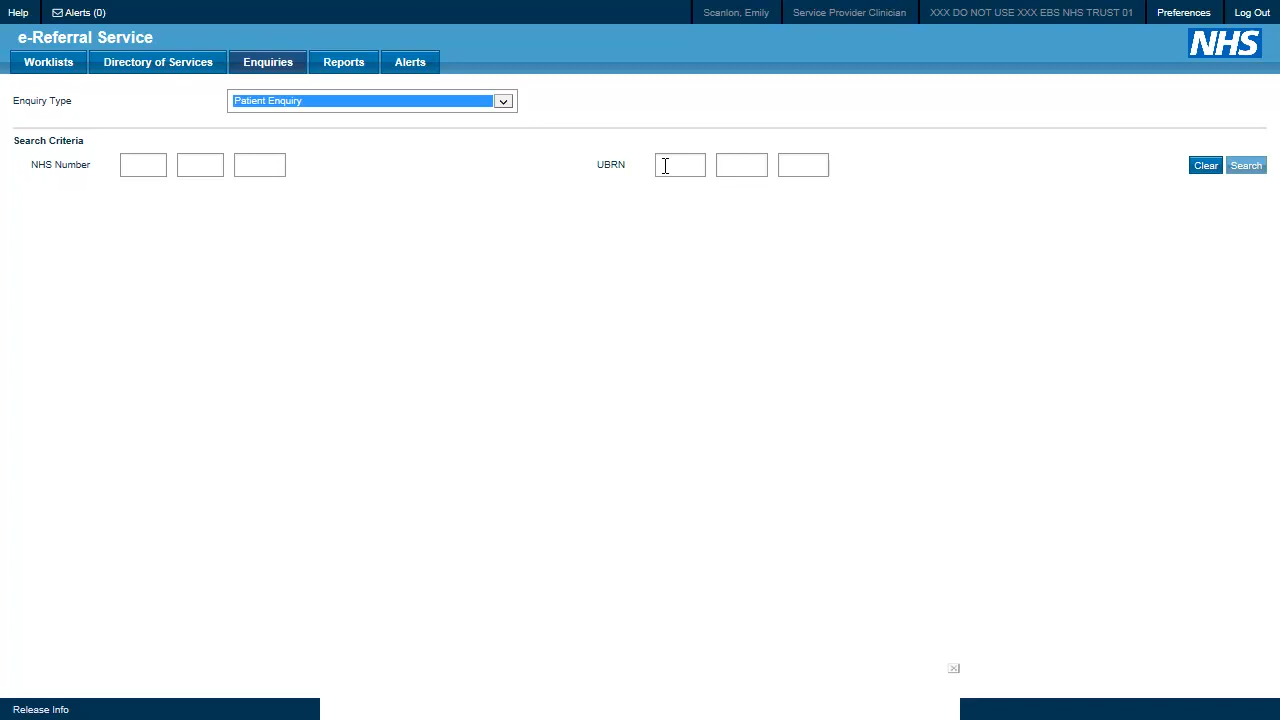 Help Alerts (0) Scanlon, Emily Service Provider Clinician XXX DO NOT USE XXX EBS NHS TRUST 01 Preferences Log Out
e-Referral Service NHS
Worklists Directory of Services Enquiries Reports Alerts
Enquiry Type Patient Enquiry
Search Criteria
NHS Number UBRN Clear Search
Release Info